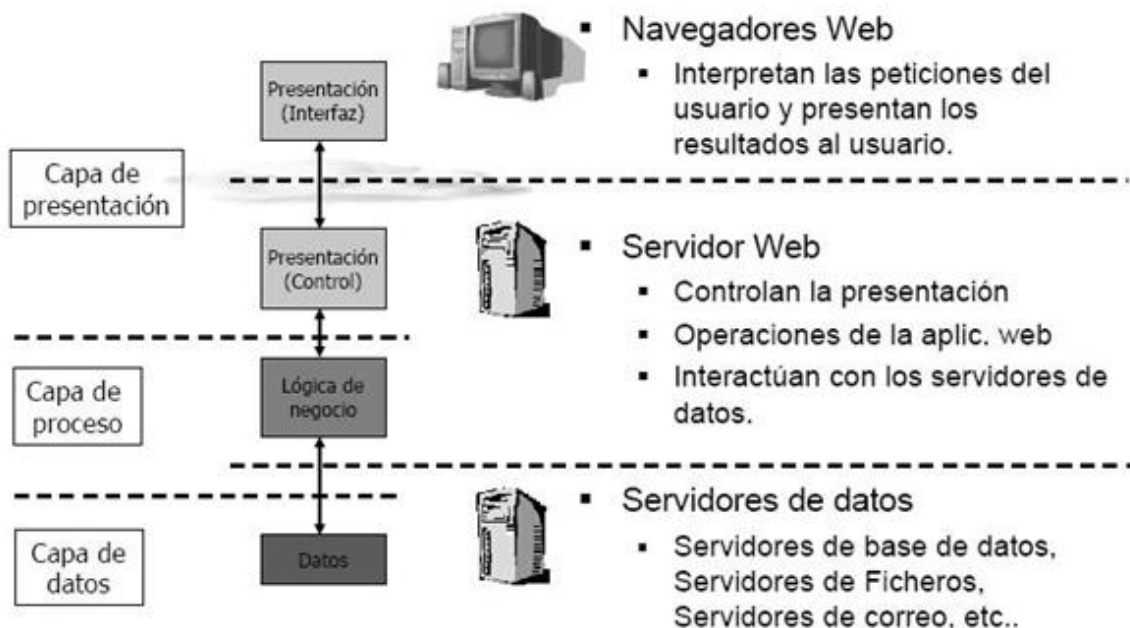 Presentación
(Interfaz)
▪ Navegadores Web
▪ Interpretan las peticiones del
usuario y presentan los
resultados al usuario.
Capa de
presentación
Presentación
(Control)
▪ Servidor Web
▪ Controlan la presentación
▪ Operaciones de la aplic. web
▪ Interactúan con los servidores de
datos.
Capa de
proceso
Lógica de
negocio
Capa de
datos
Datos
▪ Servidores de datos
▪ Servidores de base de datos,
Servidores de Ficheros,
Servidores de correo, etc..